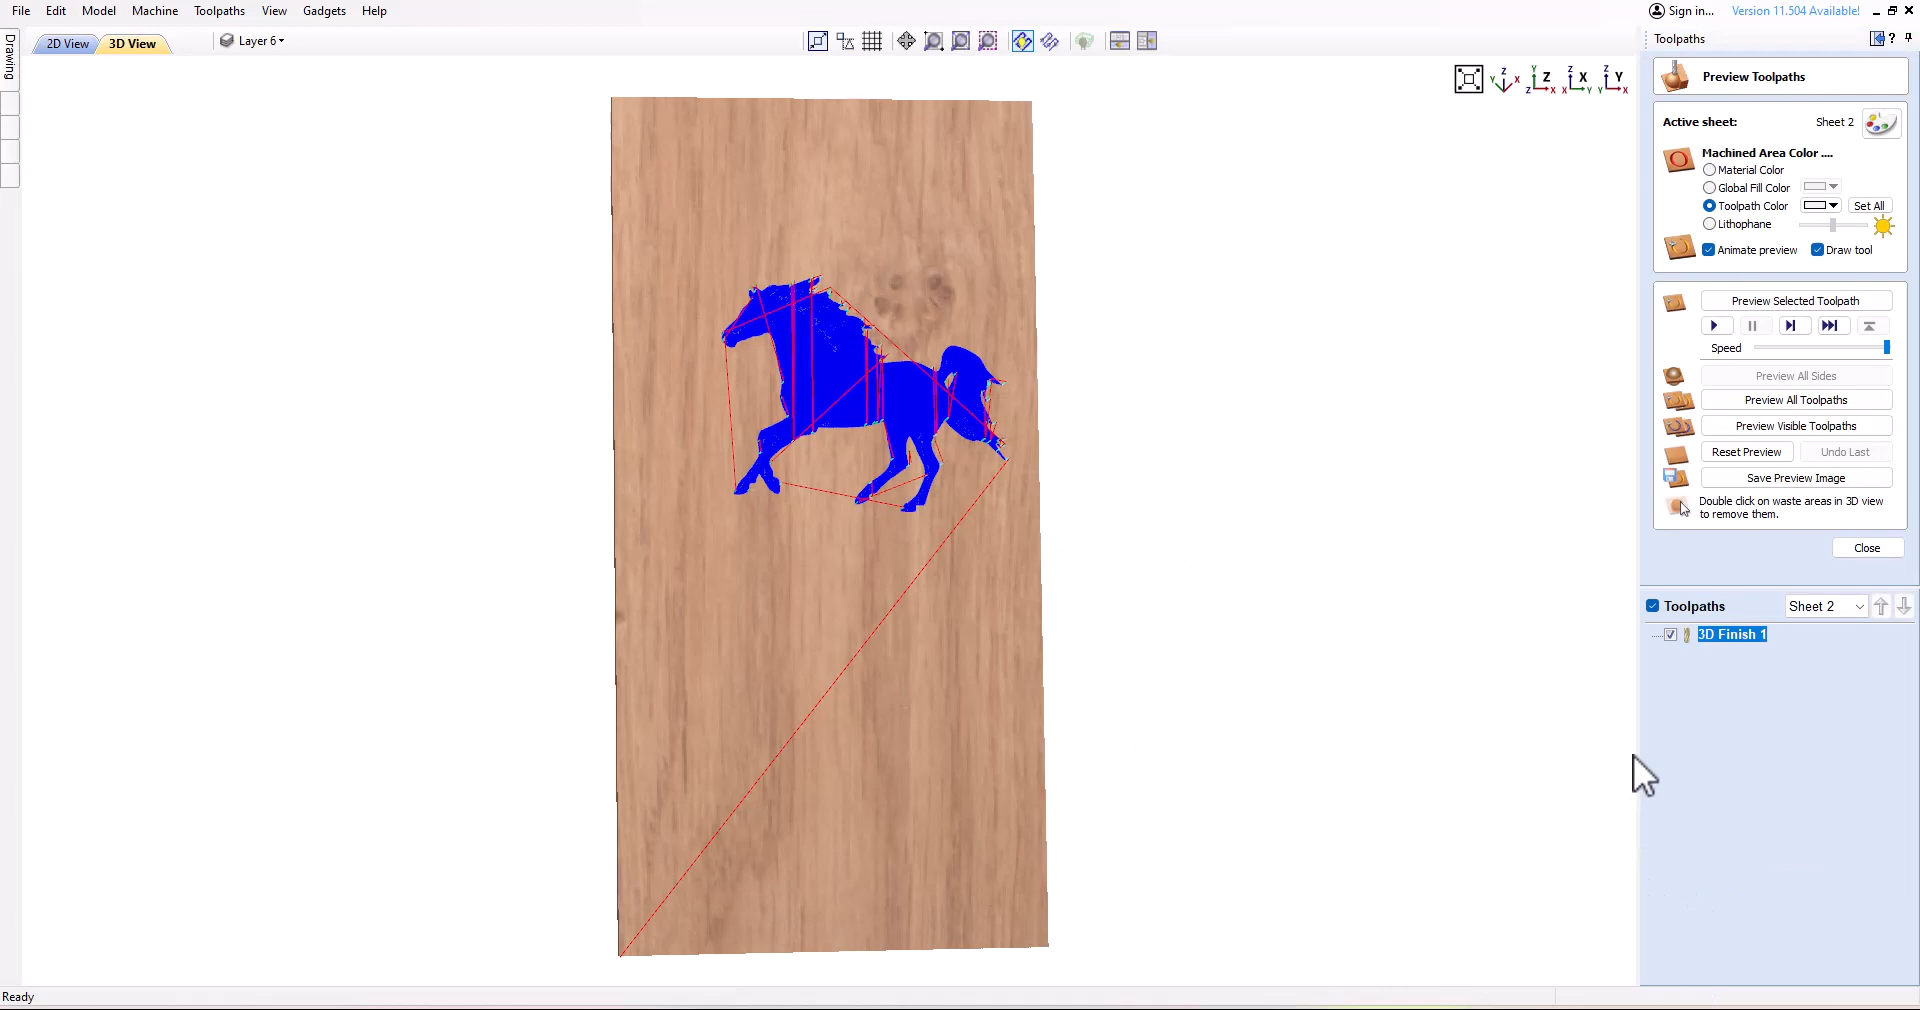 File Edit Model Machine Toolpaths View Gadgets Help
Sign in... Version 11.504 Available!
Drawing
2D View 3D View Layer 6
Toolpaths
Preview Toolpaths
Active sheet: Sheet 2
Machined Area Color ....
Material Color
Global Fill Color
Toolpath Color Set All
Lithophane
Animate preview Draw tool
Preview Selected Toolpath
Speed
Preview All Sides
Preview All Toolpaths
Preview Visible Toolpaths
Reset Preview Undo Last
Save Preview Image
Double click on waste areas in 3D view
to remove them.
Close
Toolpaths Sheet 2
3D Finish 1
Z Y X
Y Z Z X
Z X X Y
Z Y Y X
Ready